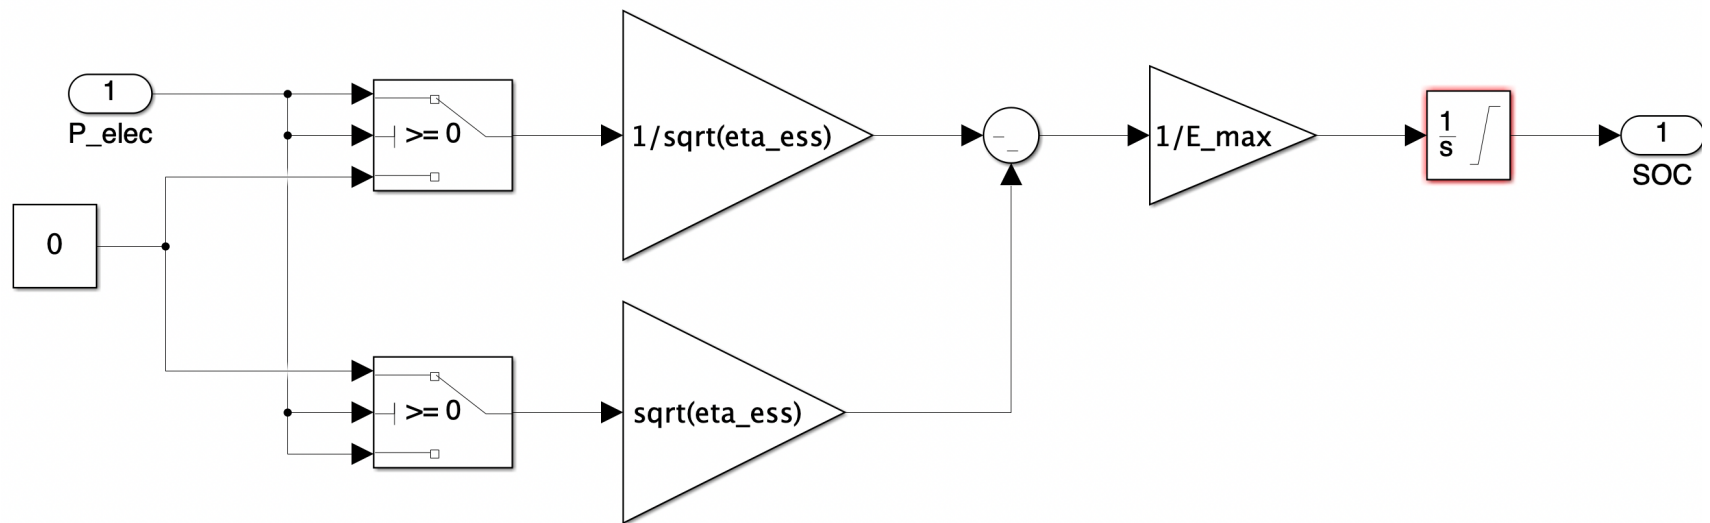 1
P_elec
>= 0
1/sqrt(eta_ess)
–
–
1/E_max
1
s
1
SOC
0
>= 0
sqrt(eta_ess)